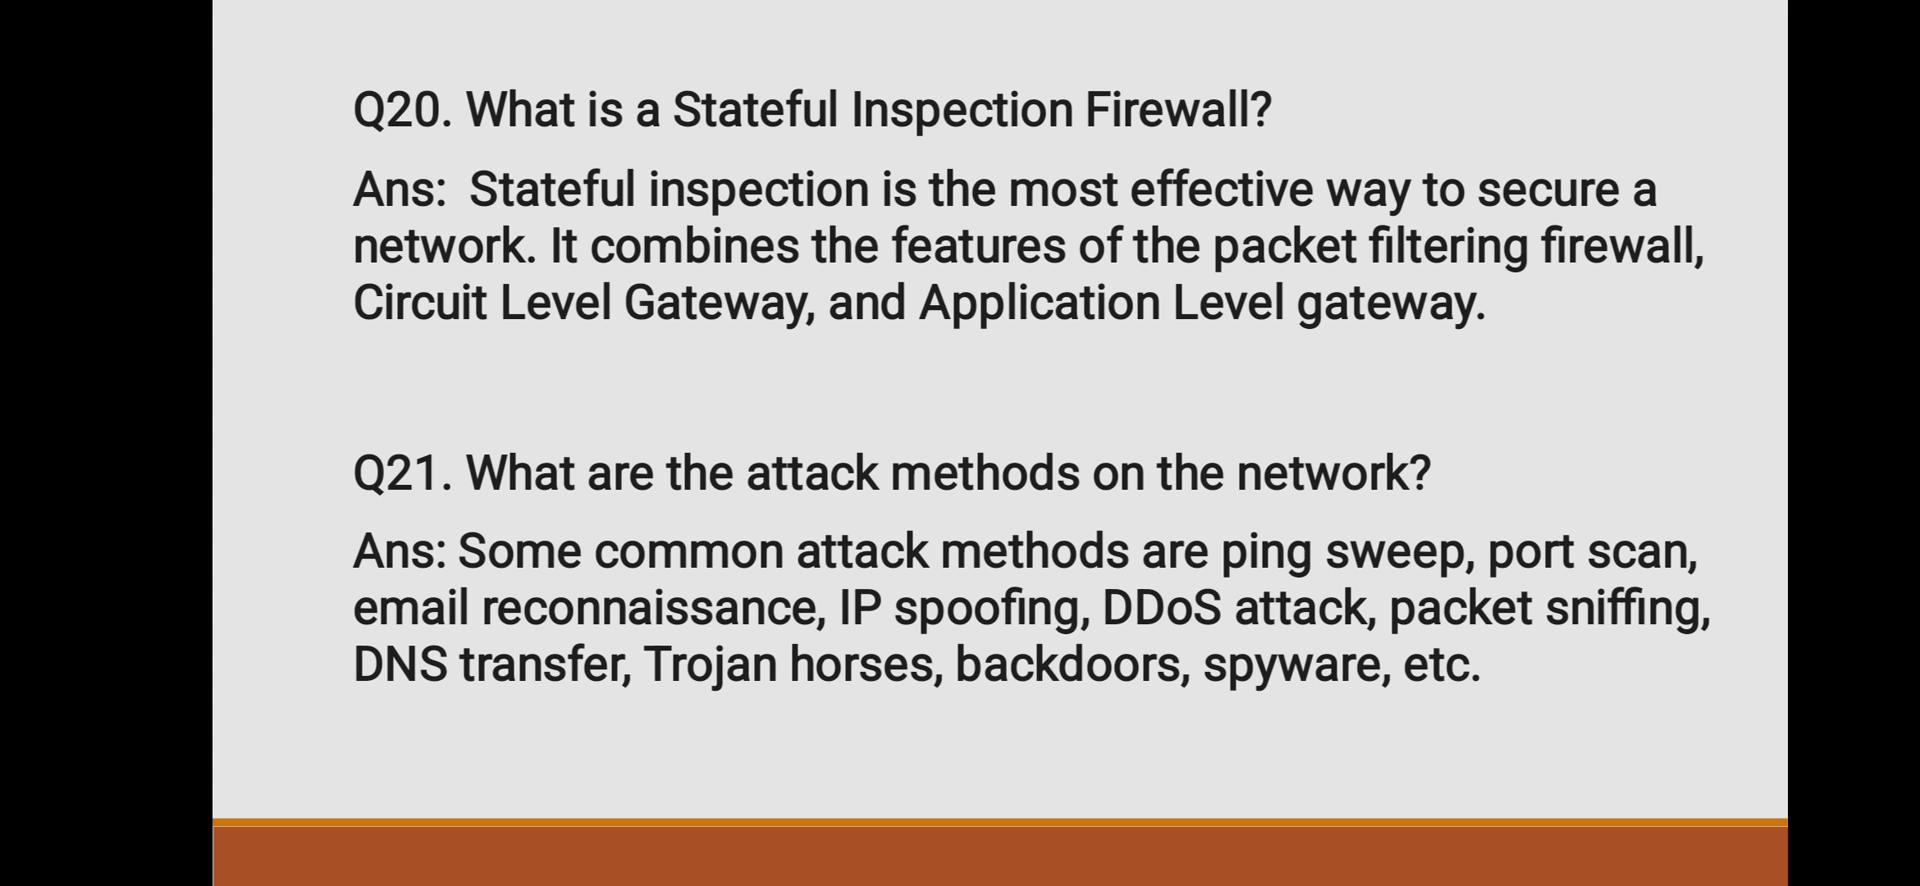 Q20. What is a Stateful Inspection Firewall?
Ans:  Stateful inspection is the most effective way to secure a
network. It combines the features of the packet filtering firewall,
Circuit Level Gateway, and Application Level gateway.
Q21. What are the attack methods on the network?
Ans: Some common attack methods are ping sweep, port scan,
email reconnaissance, IP spoofing, DDoS attack, packet sniffing,
DNS transfer, Trojan horses, backdoors, spyware, etc.